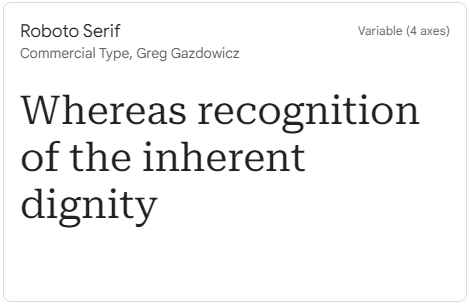 Roboto Serif
Variable (4 axes)
Commercial Type, Greg Gazdowicz
Whereas recognition
of the inherent
dignity